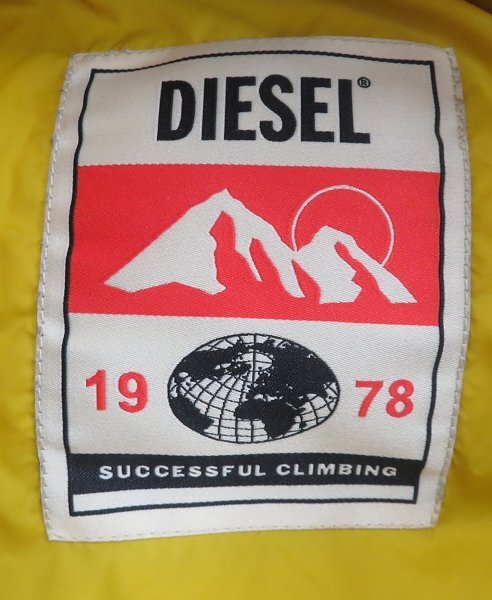 DIESEL®
19 78
SUCCESSFUL CLIMBING